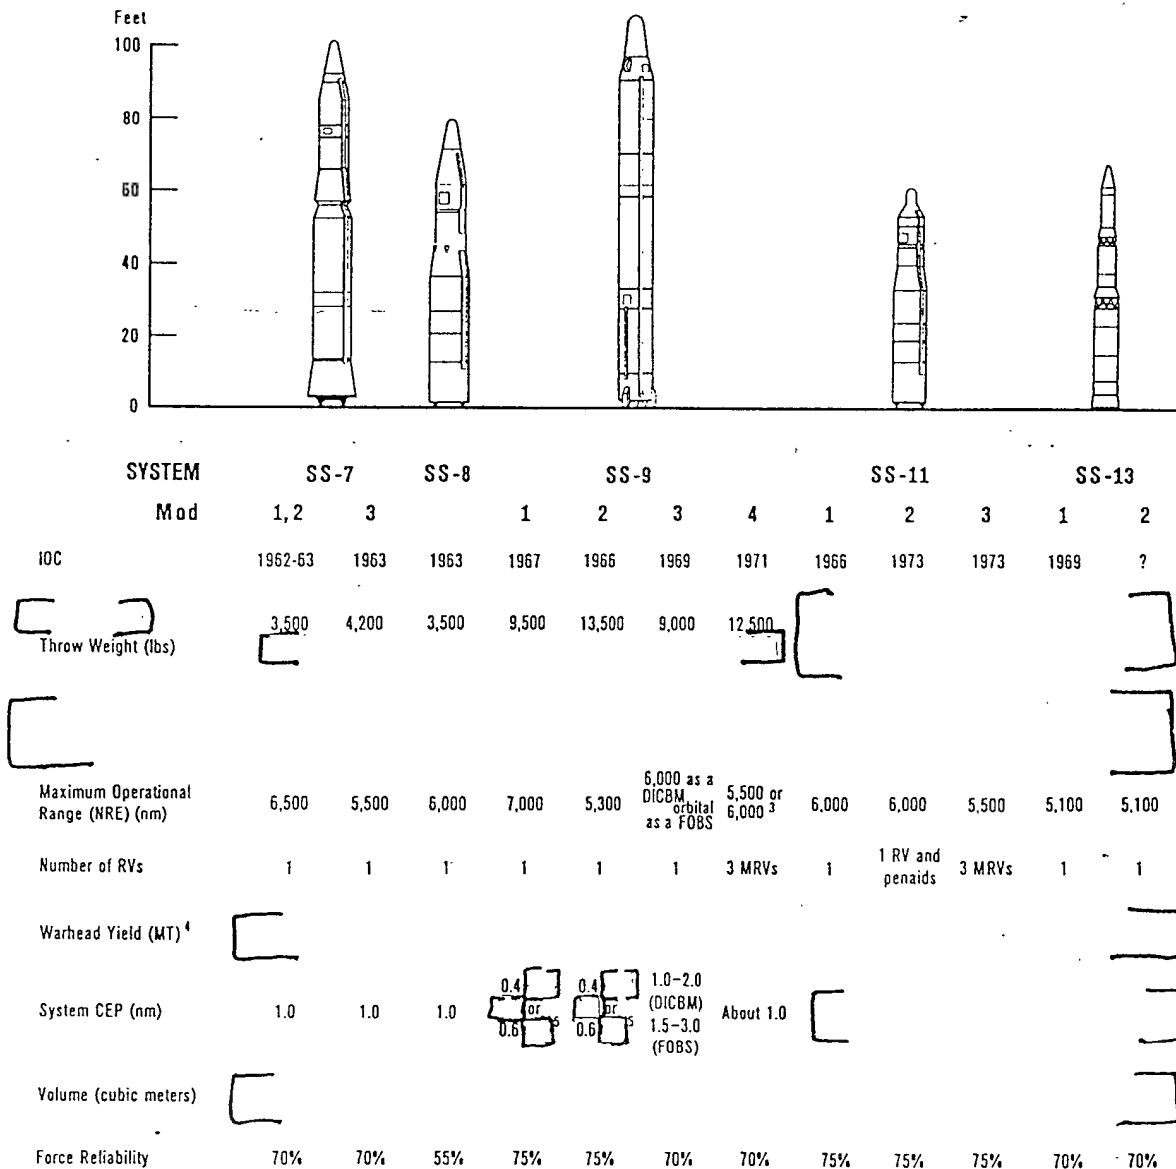 Feet
100
80
60
40
20
0
SYSTEM SS-7 SS-8 SS-9 SS-11 SS-13
Mod 1, 2 3 1 2 3 4 1 2 3 1 2
IOC 1962-63 1963 1963 1967 1966 1969 1971 1966 1973 1973 1969 ?
3,500 4,200 3,500 9,500 13,500 9,000 12,500
Throw Weight (lbs)
6,000 as a
Maximum Operational DICBM 5,500 or
Range (NRE) (nm) 6,500 5,500 6,000 7,000 5,300 orbital 6,000 3 6,000 6,000 5,500 5,100 5,100
as a FOBS
Number of RVs 1 1 1 1 1 1 3 MRVs 1 1 RV and 3 MRVs 1 1
penaids
Warhead Yield (MT) 4
0.4 0.4 1.0-2.0
(DICBM)
System CEP (nm) 1.0 1.0 1.0 or or About 1.0
0.6 0.6 1.5-3.0
(FOBS)
Volume (cubic meters)
Force Reliability 70% 70% 55% 75% 75% 70% 70% 75% 75% 75% 70% 70%